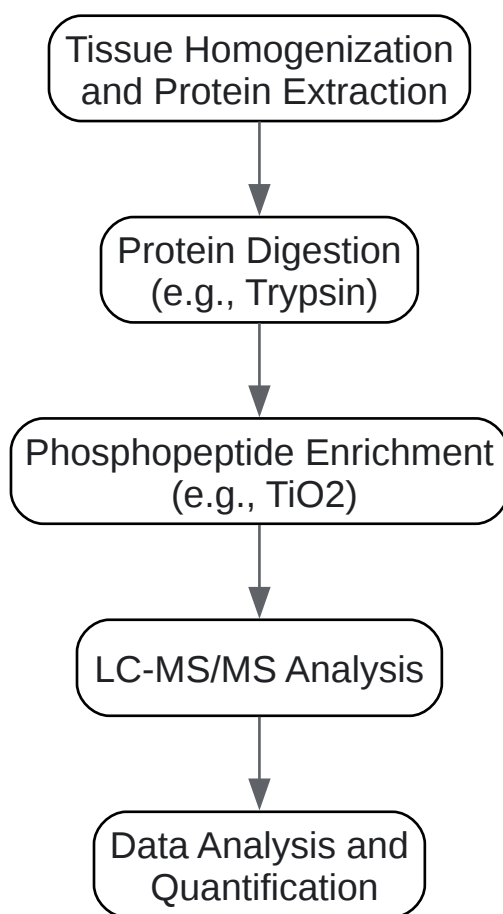 Tissue Homogenization
and Protein Extraction
Protein Digestion
(e.g., Trypsin)
Phosphopeptide Enrichment
(e.g., TiO2)
LC-MS/MS Analysis
Data Analysis and
Quantification